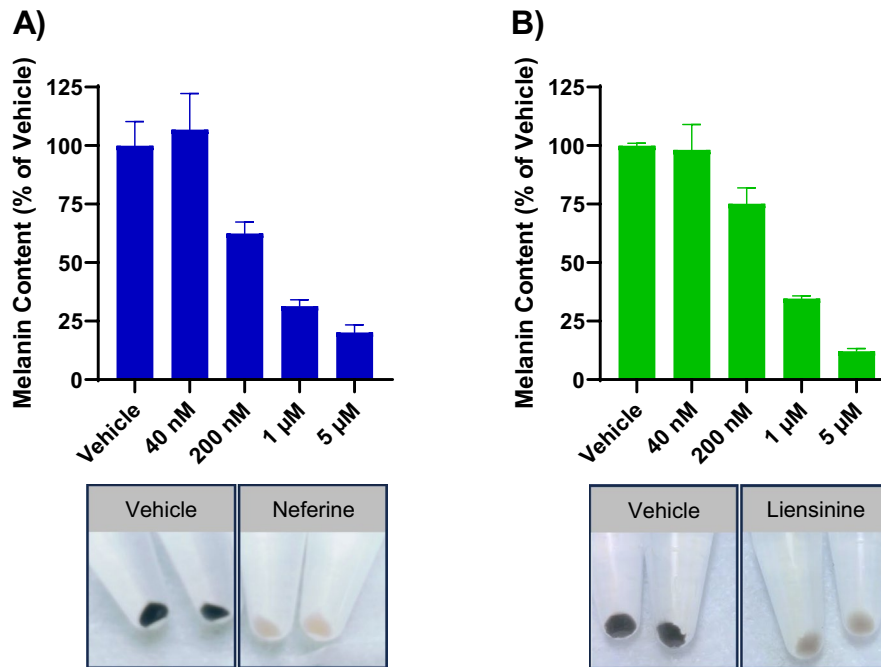 A)
Melanin Content (% of Vehicle)
125
100
75
50
25
0
Vehicle
40 nM
200 nM
1 µM
5 µM
Vehicle
Neferine
B)
Melanin Content (% of Vehicle)
125
100
75
50
25
0
Vehicle
40 nM
200 nM
1 µM
5 µM
Vehicle
Liensinine